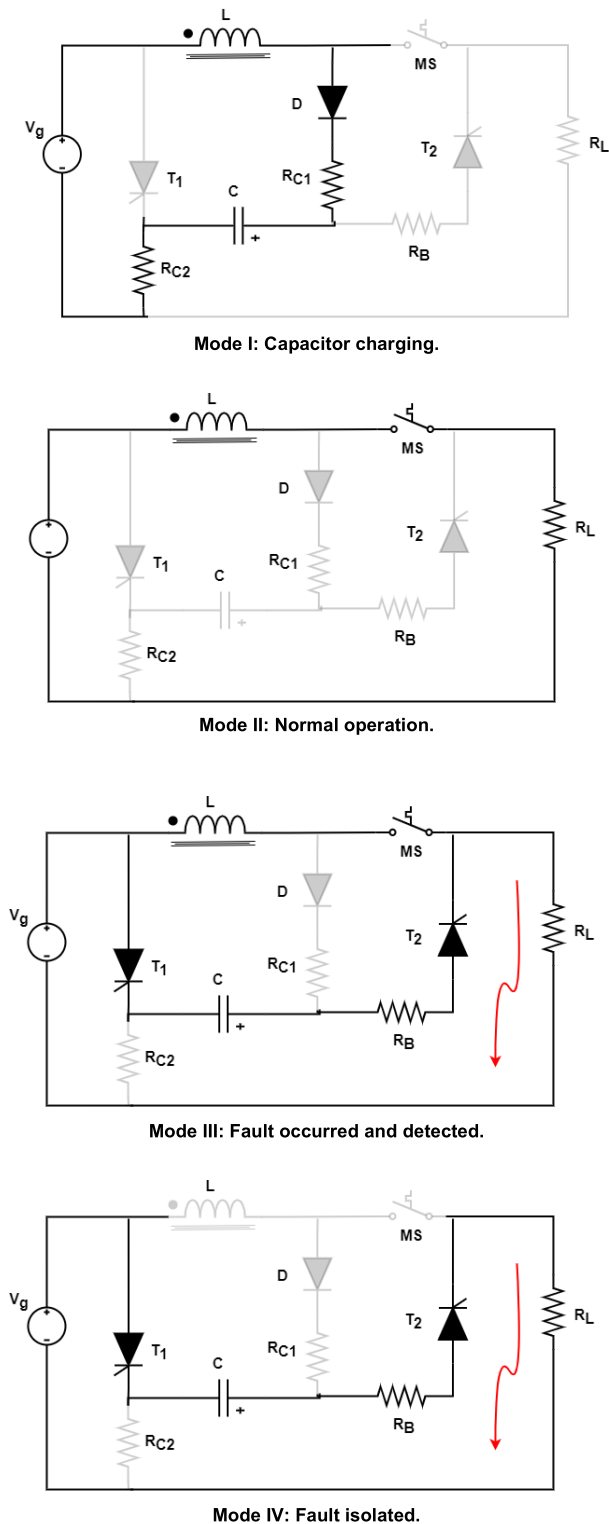 L
MS
D
Vg
T1
RC1
T2
RL
C
+
RC2
RB
Mode I: Capacitor charging.
L
MS
D
T1
RC1
T2
RL
C
+
RC2
RB
Mode II: Normal operation.
L
MS
D
Vg
T1
RC1
T2
RL
C
+
RC2
RB
Mode III: Fault occurred and detected.
L
MS
D
Vg
T1
RC1
T2
RL
C
+
RC2
RB
Mode IV: Fault isolated.